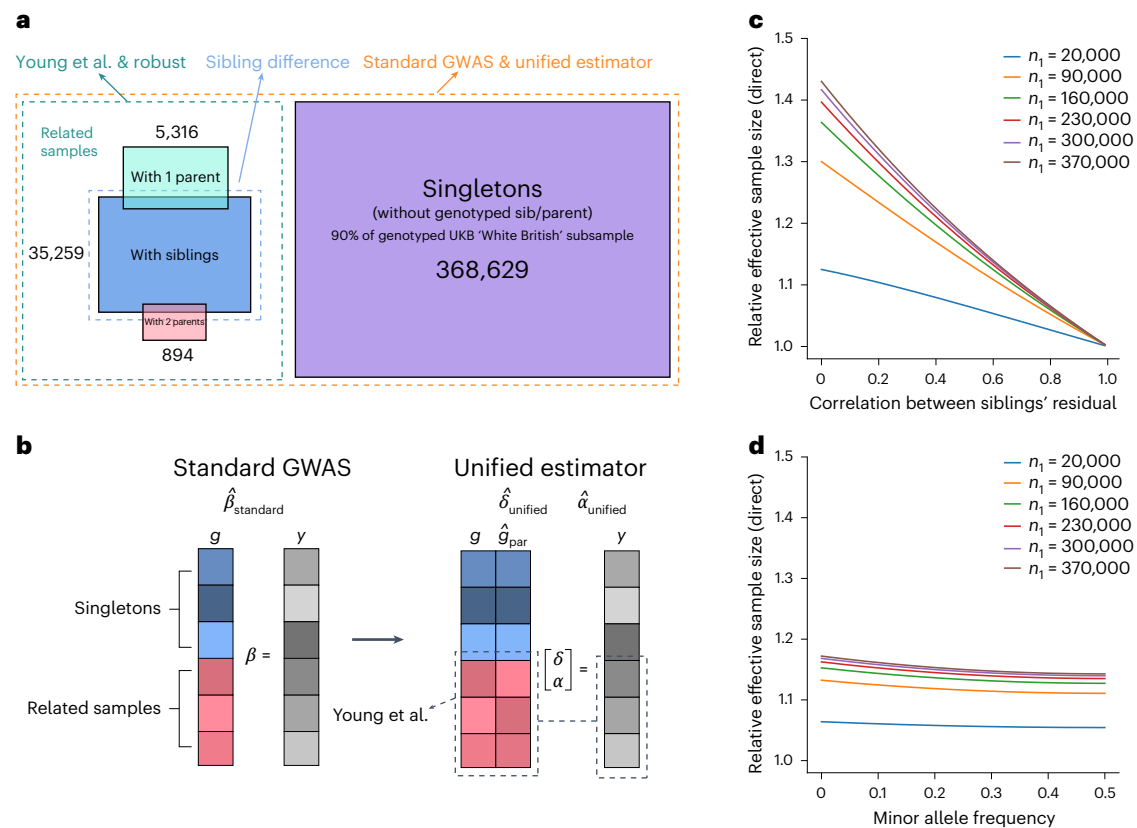 a
Young et al. & robust
Sibling difference
Standard GWAS & unified estimator
Related
samples
5,316
With 1 parent
35,259
With siblings
With 2 parents
894
Singletons
(without genotyped sib/parent)
90% of genotyped UKB ‘White British’ subsample
368,629
b
Standard GWAS
β̂standard
g
y
Singletons
Related samples
β =
Unified estimator
δ̂unified
α̂unified
g
ĝpar
y
δ
α
=
Young et al.
c
Relative effective sample size (direct)
1.5
1.4
1.3
1.2
1.1
1.0
0 0.2 0.4 0.6 0.8 1.0
Correlation between siblings’ residual
n1 = 20,000
n1 = 90,000
n1 = 160,000
n1 = 230,000
n1 = 300,000
n1 = 370,000
d
Relative effective sample size (direct)
1.5
1.4
1.3
1.2
1.1
1.0
0 0.1 0.2 0.3 0.4 0.5
Minor allele frequency
n1 = 20,000
n1 = 90,000
n1 = 160,000
n1 = 230,000
n1 = 300,000
n1 = 370,000